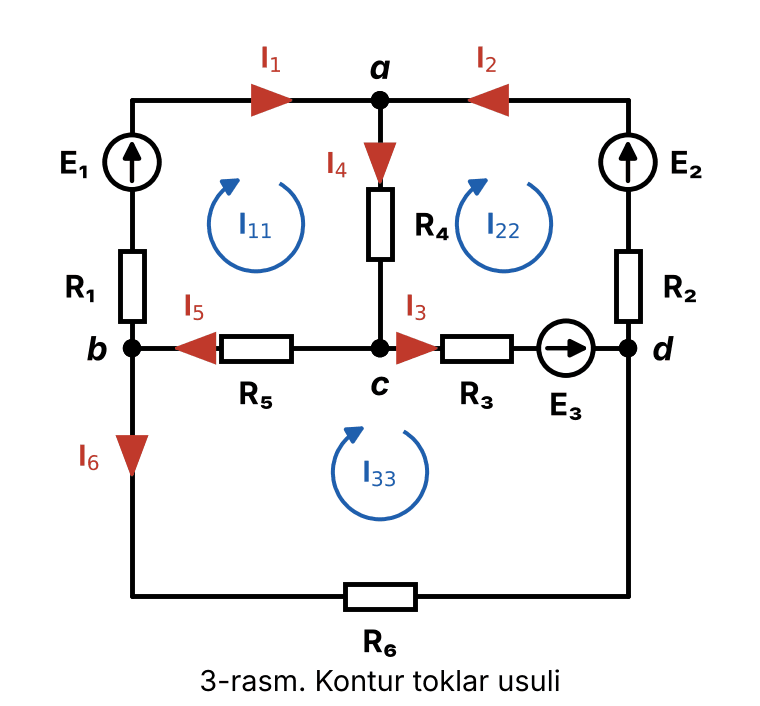 I₁ a I₂
E₁ I₄ E₂
I₁₁ R₄ I₂₂
R₁ I₅ I₃ R₂
b d
R₅ c R₃ E₃
I₆ I₃₃
R₆
3-rasm. Kontur toklar usuli